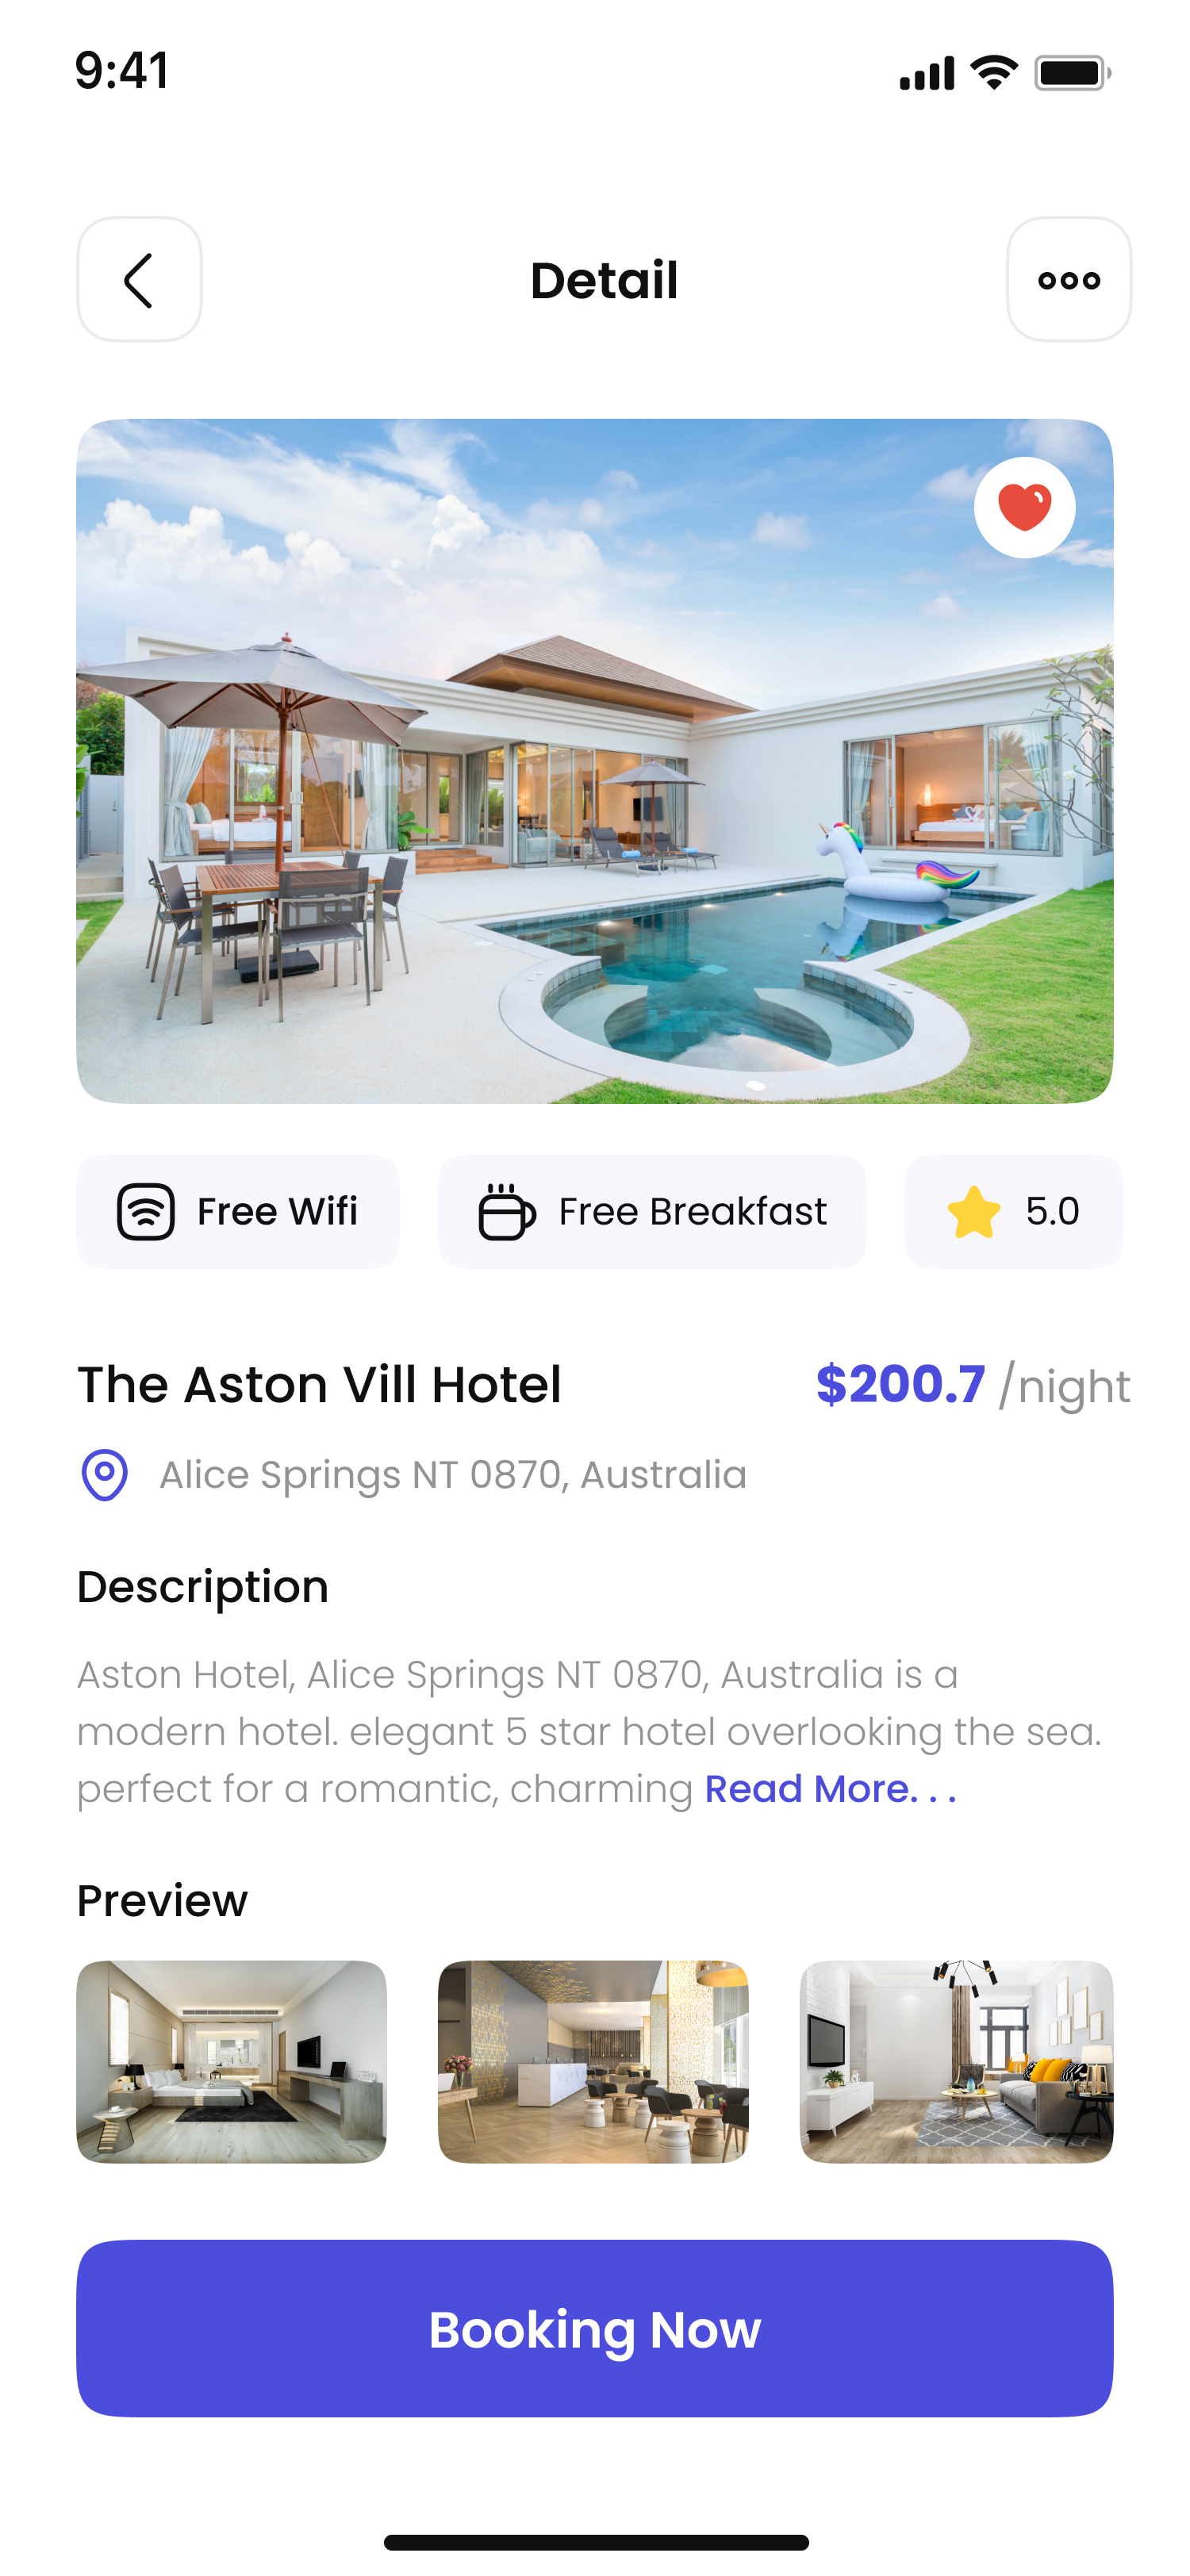 9:41
Detail
Free Wifi
Free Breakfast
5.0
The Aston Vill Hotel
$200.7 /night
Alice Springs NT 0870, Australia
Description
Aston Hotel, Alice Springs NT 0870, Australia is a
modern hotel. elegant 5 star hotel overlooking the sea.
perfect for a romantic, charming Read More. . .
Preview
Booking Now